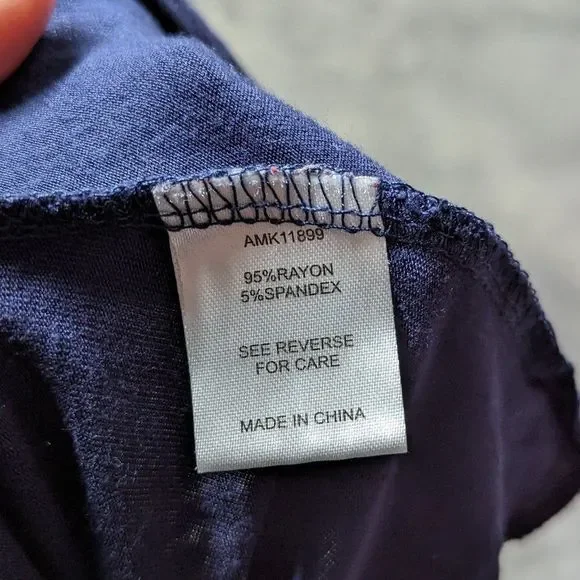 AMK11899
95%RAYON
5%SPANDEX
SEE REVERSE
FOR CARE
MADE IN CHINA